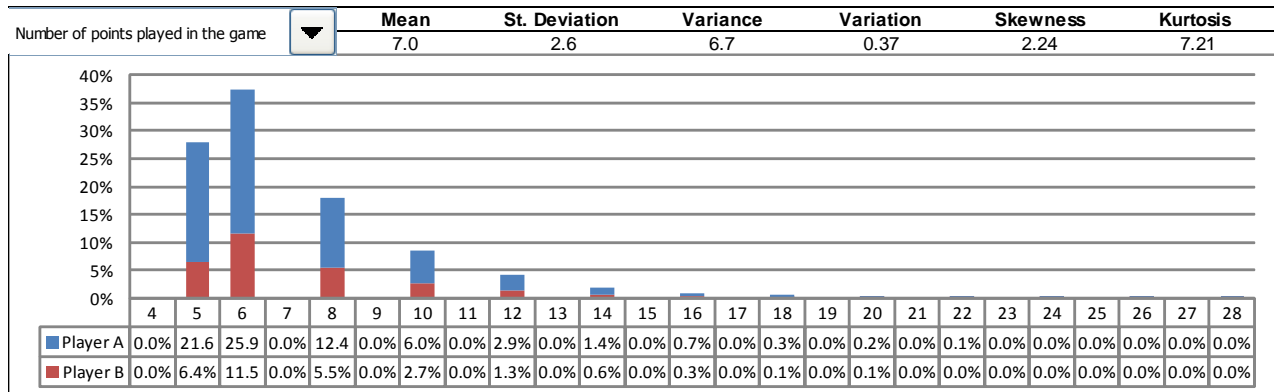 Number of points played in the game Mean St. Deviation Variance Variation Skewness Kurtosis
7.0 2.6 6.7 0.37 2.24 7.21
40%
35%
30%
25%
20%
15%
10%
5%
0%
4 5 6 7 8 9 10 11 12 13 14 15 16 17 18 19 20 21 22 23 24 25 26 27 28
Player A 0.0% 21.6 25.9 0.0% 12.4 0.0% 6.0% 0.0% 2.9% 0.0% 1.4% 0.0% 0.7% 0.0% 0.3% 0.0% 0.2% 0.0% 0.1% 0.0% 0.0% 0.0% 0.0% 0.0% 0.0%
Player B 0.0% 6.4% 11.5 0.0% 5.5% 0.0% 2.7% 0.0% 1.3% 0.0% 0.6% 0.0% 0.3% 0.0% 0.1% 0.0% 0.1% 0.0% 0.0% 0.0% 0.0% 0.0% 0.0% 0.0% 0.0%